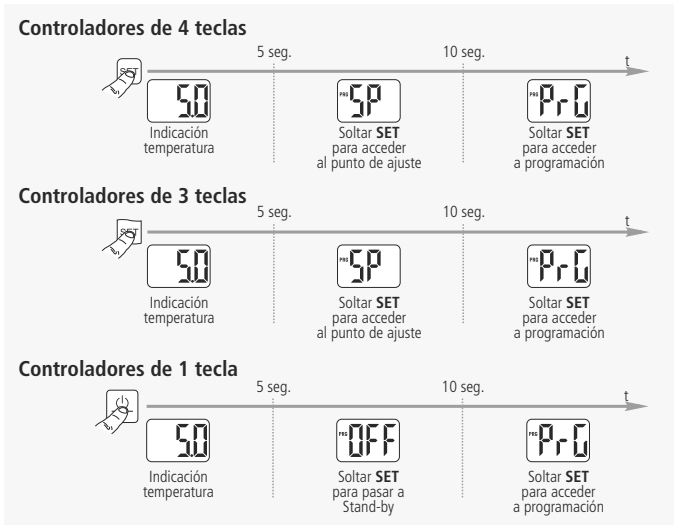 Controladores de 4 teclas
5 seg. 10 seg. t
SET
5.0 PRG SP PRG PrG
Indicación Soltar SET Soltar SET
temperatura para acceder para acceder
al punto de ajuste a programación
Controladores de 3 teclas
5 seg. 10 seg. t
SET
5.0 PRG SP PRG PrG
Indicación Soltar SET Soltar SET
temperatura para acceder para acceder
al punto de ajuste a programación
Controladores de 1 tecla
5 seg. 10 seg. t
5.0 PRG OFF PRG PrG
Indicación Soltar SET Soltar SET
temperatura para pasar a para acceder
Stand-by a programación